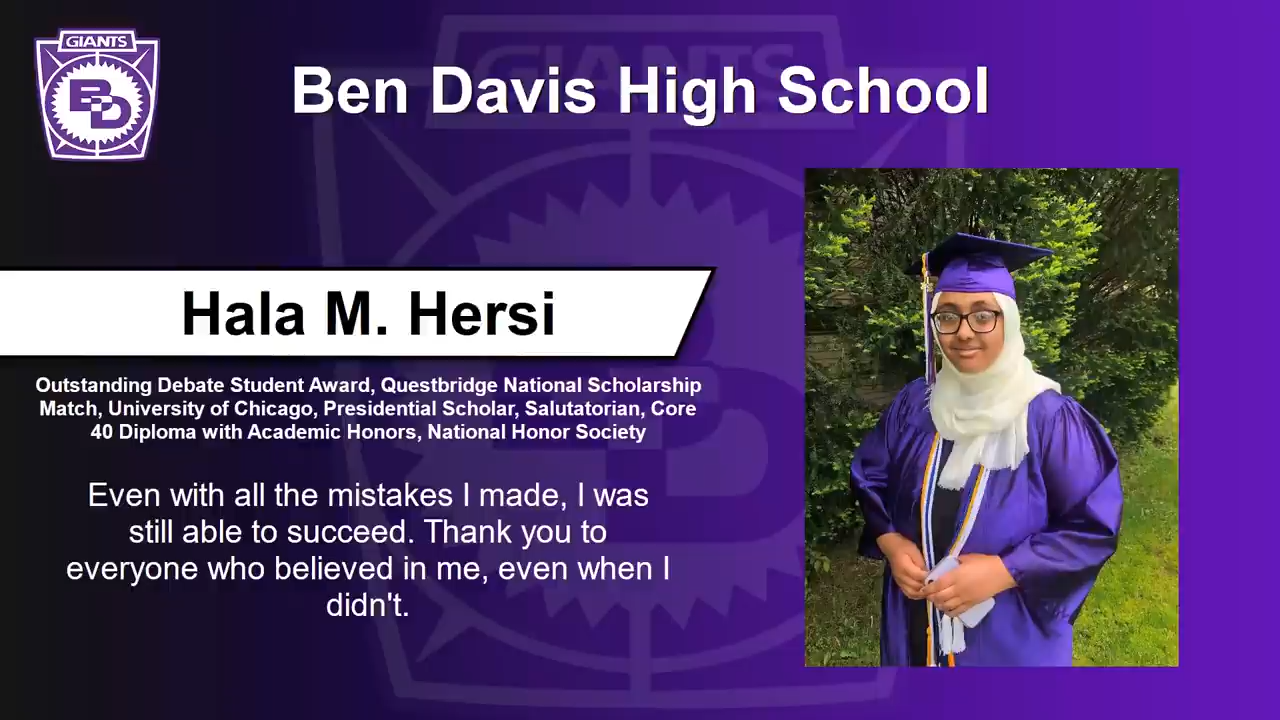 GIANTS
BD
Ben Davis High School
GIANTS
Hala M. Hersi
Outstanding Debate Student Award, Questbridge National Scholarship
Match, University of Chicago, Presidential Scholar, Salutatorian, Core
40 Diploma with Academic Honors, National Honor Society
Even with all the mistakes I made, I was
still able to succeed. Thank you to
everyone who believed in me, even when I
didn't.